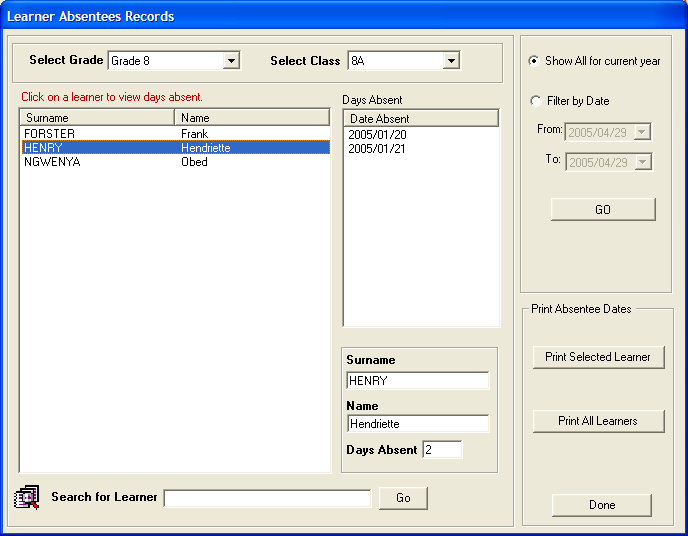 Learner Absentees Records
Select Grade Grade 8 Select Class 8A
Click on a learner to view days absent.
Surname Name
FORSTER Frank
HENRY Hendriette
NGWENYA Obed
Days Absent
Date Absent
2005/01/20
2005/01/21
Surname
HENRY
Name
Hendriette
Days Absent 2
Search for Learner Go
Show All for current year
Filter by Date
From: 2005/04/29
To: 2005/04/29
GO
Print Absentee Dates
Print Selected Learner
Print All Learners
Done